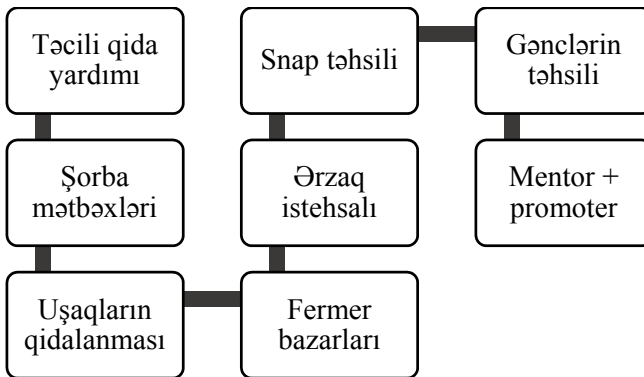 Təcili qida
yardımı
Şorba
mətbəxləri
Uşaqların
qidalanması
Fermer
bazarları
Ərzaq
istehsalı
Snap təhsili
Gənclərin
təhsili
Mentor +
promoter